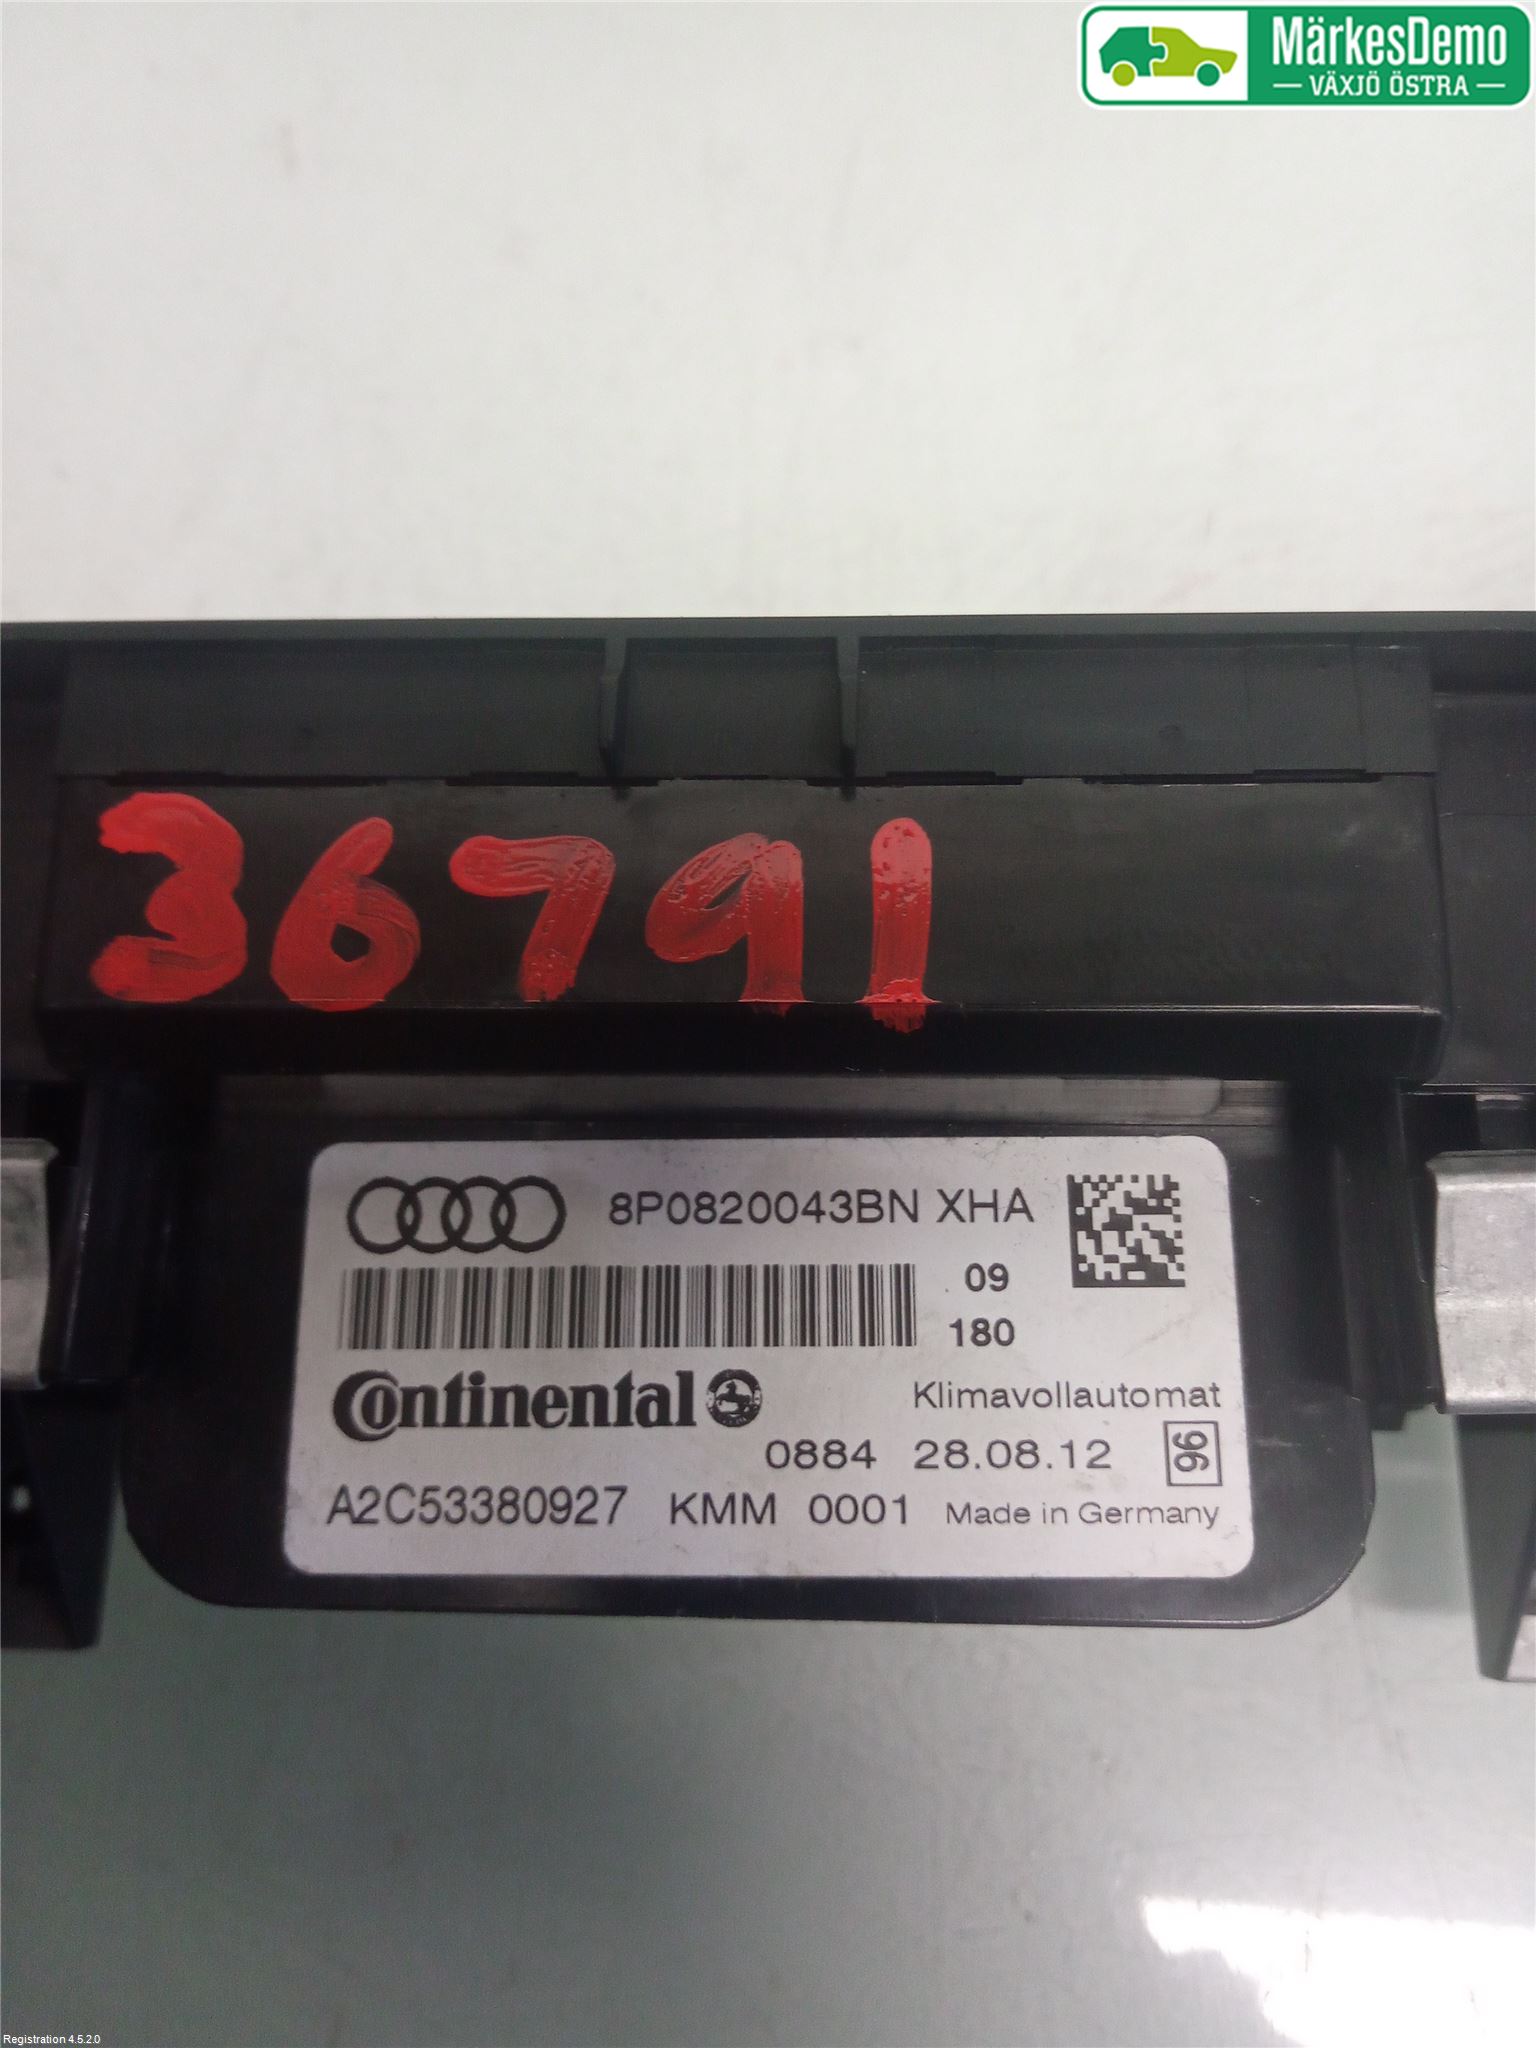 MärkesDemo
VÄXJÖ ÖSTRA
36791
8P0820043BN XHA
09
180
Continental
Klimavollautomat
0884 28.08.12 96
A2C53380927 KMM 0001 Made in Germany
Registration 4.5.2.0